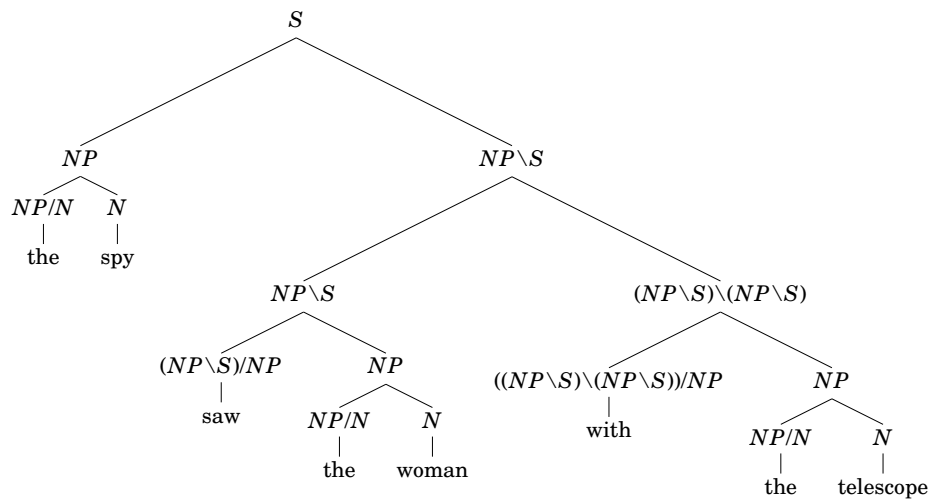 S
NP NP\S
NP/N N
the spy
NP\S (NP\S)\(NP\S)
(NP\S)/NP NP ((NP\S)\(NP\S))/NP NP
saw NP/N N with NP/N N
the woman the telescope